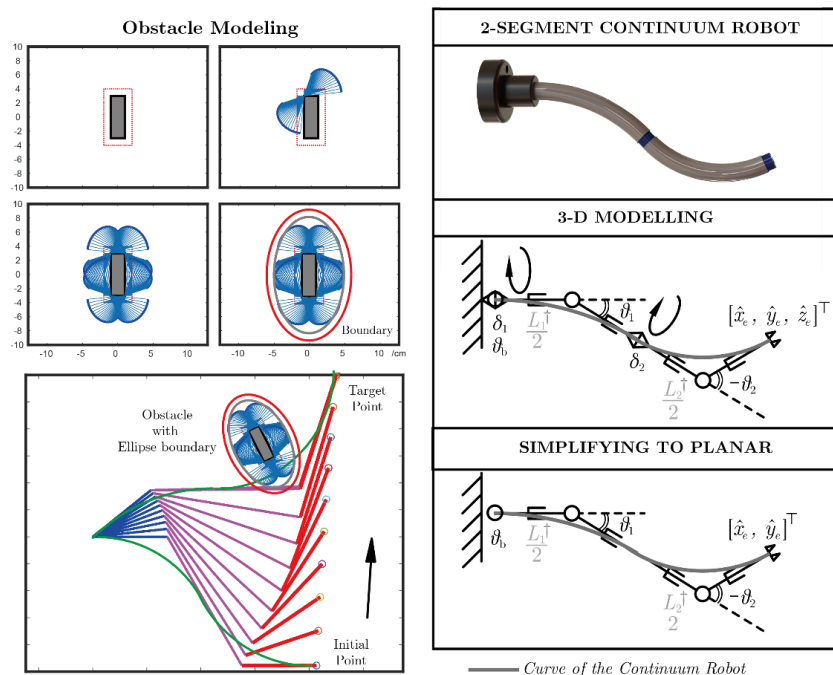 Obstacle Modeling
10
8
6
4
2
0
-2
-4
-6
-8
-10
10
8
6
4
2
0
-2
-4
-6
-8
-10
-10
-5
0
5
10
-10
-5
0
5
10
/cm
Boundary
Obstacle
with
Ellipse boundary
Target
Point
Initial
Point
2-SEGMENT CONTINUUM ROBOT
3-D MODELLING
δ₁
ϑ_b
L₁†/2
ϑ₁
δ₂
[x̂ₑ, ŷₑ, ẑₑ]⊤
L₂†/2
-ϑ₂
SIMPLIFYING TO PLANAR
ϑ_b
L₁†/2
ϑ₁
[x̂ₑ, ŷₑ]⊤
L₂†/2
-ϑ₂
Curve of the Continuum Robot